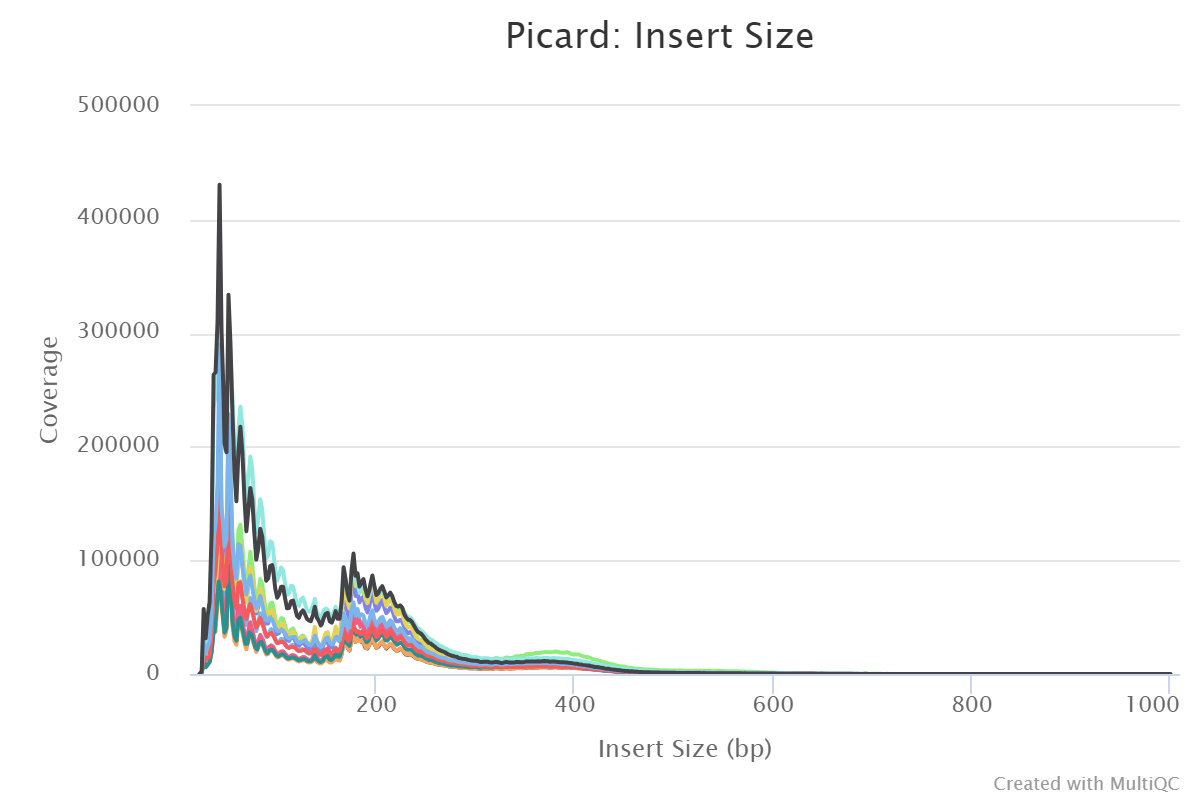 Picard: Insert Size
500000
400000
300000
200000
100000
0
Coverage
200
400
600
800
1000
Insert Size (bp)
Created with MultiQC